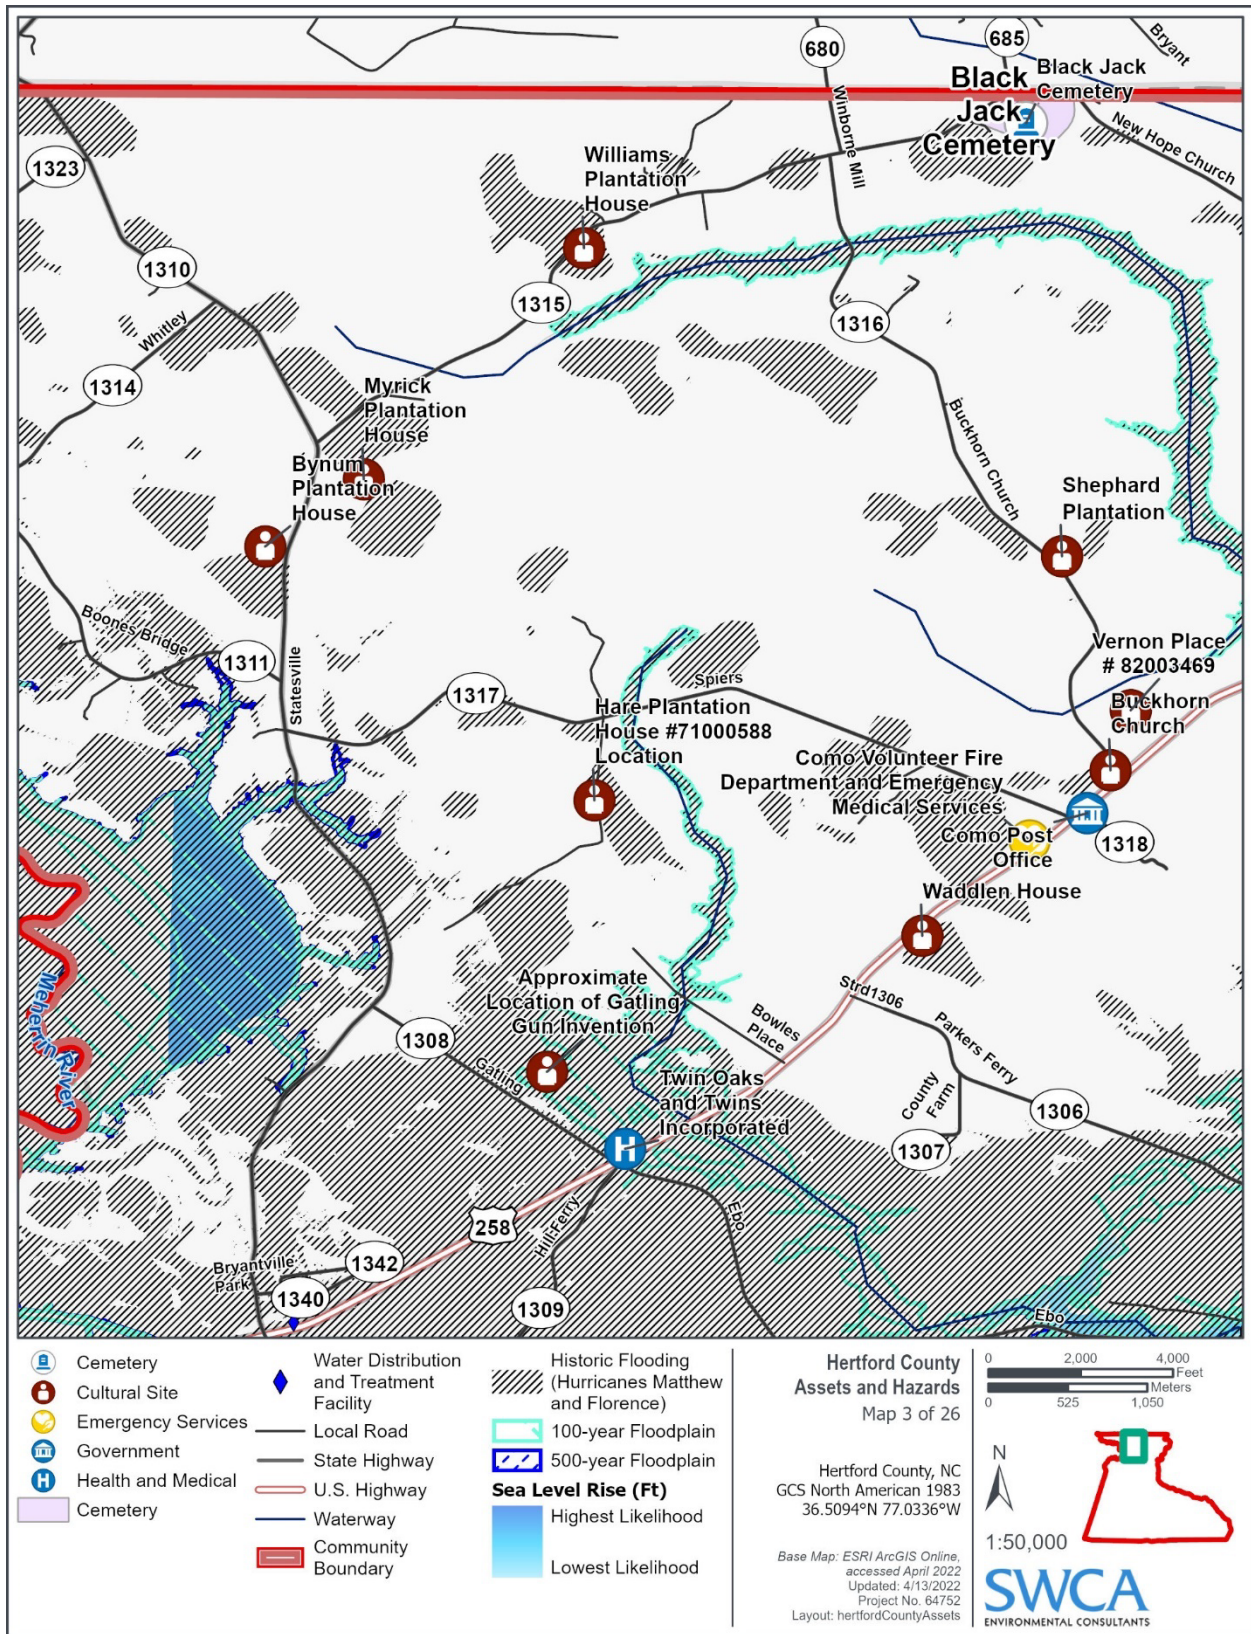 680
685
Bryant
Black Jack
Cemetery
Black
Jack
Cemetery
New Hope Church
Winborne Mill
1323
Williams
Plantation
House
1310
1315
1316
Whitley
1314
Myrick
Plantation
House
Buckhorn Church
Bynum
Plantation
House
Shephard
Plantation
Boones Bridge
1311
Statesville
Vernon Place
# 82003469
1317
Spiers
Hare Plantation
House #71000588
Location
Buckhorn
Church
Como Volunteer Fire
Department and Emergency
Medical Services
Como Post
Office
1318
Waddlen House
Meherrin River
Approximate
Location of Gatling
Gun Invention
Strd1306
Bowles
Place
Parkers Ferry
1308
Gatling
Twin Oaks
and Twins
Incorporated
County
Farm
1306
1307
H
258
Hill Ferry
Ebo
Bryantville
Park
1342
1340
1309
Ebo
Cemetery
Cultural Site
Emergency Services
Government
H
Health and Medical
Cemetery
Water Distribution
and Treatment
Facility
Local Road
State Highway
U.S. Highway
Waterway
Community
Boundary
Historic Flooding
(Hurricanes Matthew
and Florence)
100-year Floodplain
500-year Floodplain
Sea Level Rise (Ft)
Highest Likelihood
Lowest Likelihood
Hertford County
Assets and Hazards
Map 3 of 26
Hertford County, NC
GCS North American 1983
36.5094°N 77.0336°W
Base Map: ESRI ArcGIS Online,
accessed April 2022
Updated: 4/13/2022
Project No. 64752
Layout: hertfordCountyAssets
0 2,000 4,000
Feet
Meters
0 525 1,050
N
1:50,000
SWCA
ENVIRONMENTAL CONSULTANTS